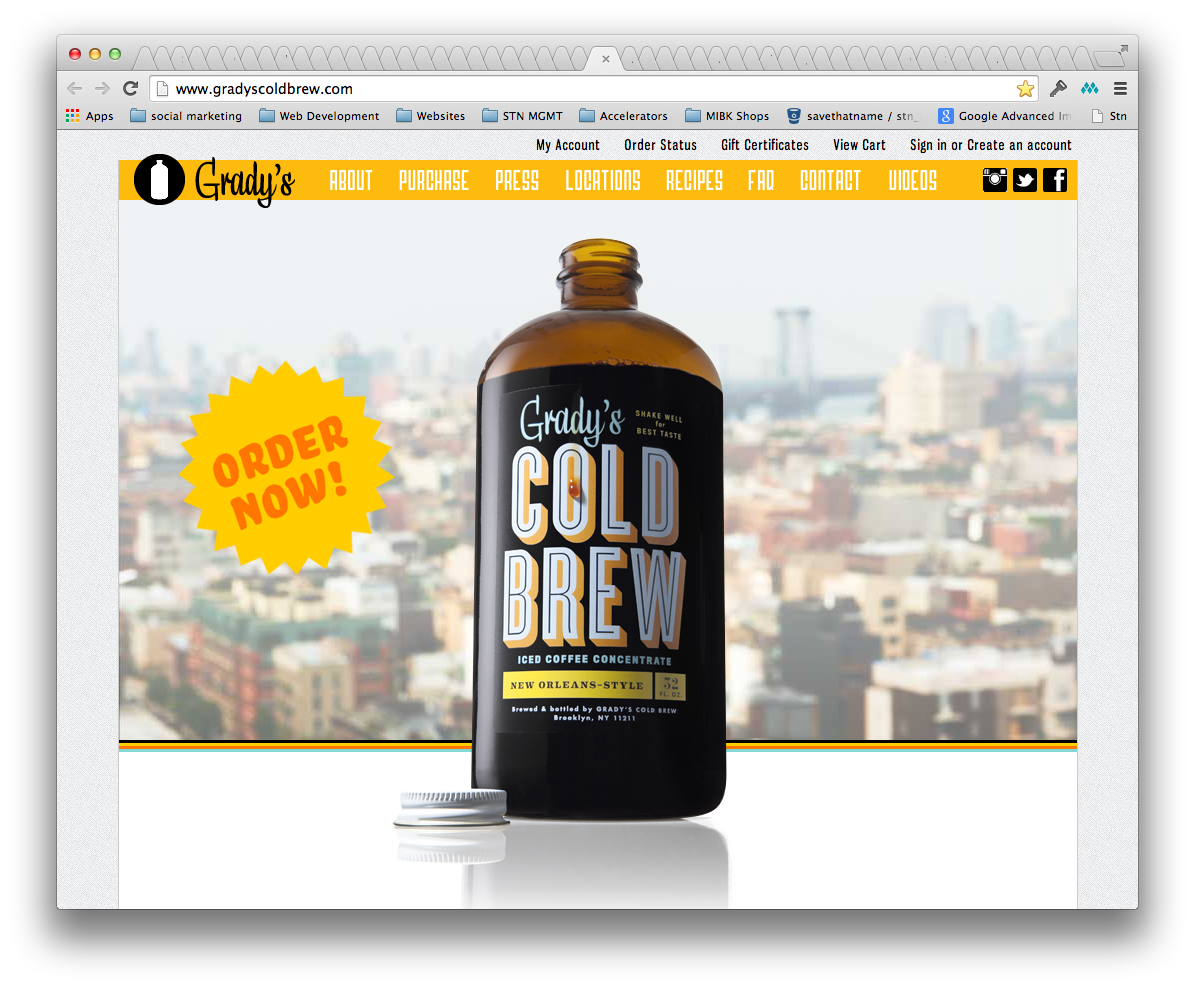 www.gradyscoldbrew.com
Apps social marketing Web Development Websites STN MGMT Accelerators MIBK Shops savethatname / stn_ Google Advanced Im Stn
My Account Order Status Gift Certificates View Cart Sign in or Create an account
Grady's ABOUT PURCHASE PRESS LOCATIONS RECIPES FAQ CONTACT VIDEOS
ORDER
NOW!
Grady's
SHAKE WELL
for
BEST TASTE
COLD
BREW
ICED COFFEE CONCENTRATE
NEW ORLEANS-STYLE
32
FL. OZ.
Brewed & bottled by GRADY'S COLD BREW
Brooklyn, NY 11211